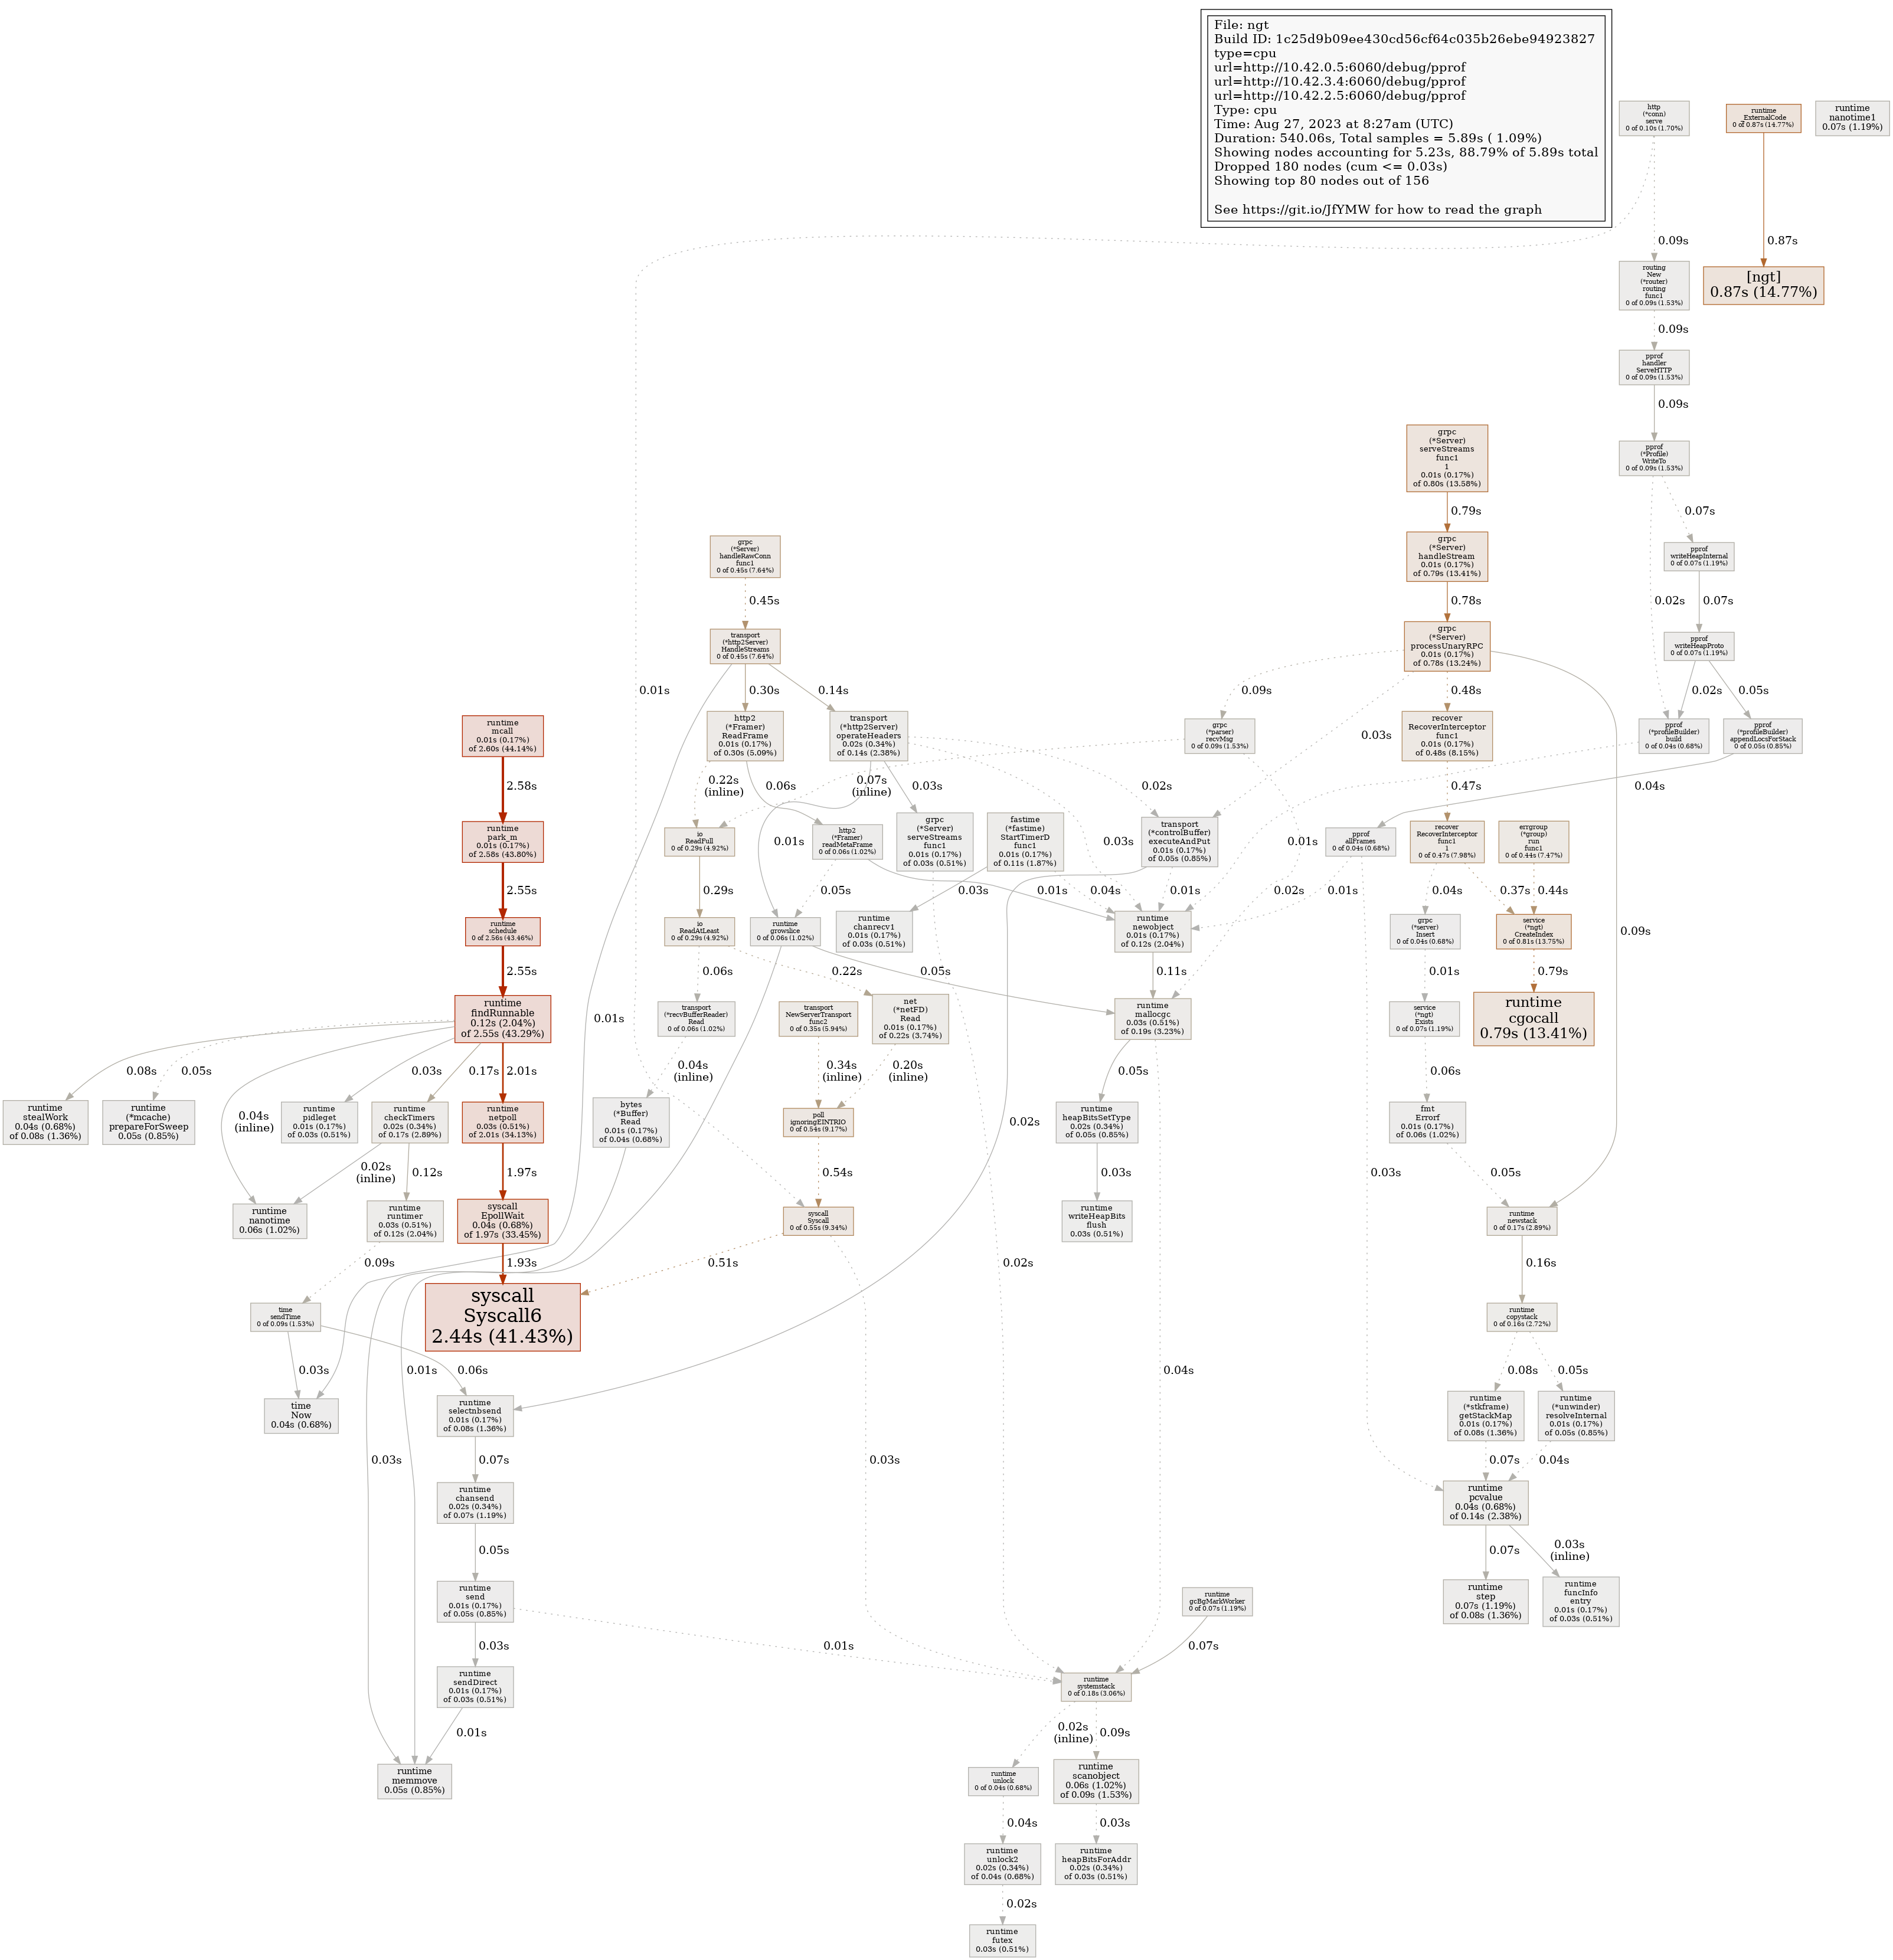 File: ngt
Build ID: 1c25d9b09ee430cd56cf64c035b26ebe94923827
type=cpu
url=http://10.42.0.5:6060/debug/pprof
url=http://10.42.3.4:6060/debug/pprof
url=http://10.42.2.5:6060/debug/pprof
Type: cpu
Time: Aug 27, 2023 at 8:27am (UTC)
Duration: 540.06s, Total samples = 5.89s ( 1.09%)
Showing nodes accounting for 5.23s, 88.79% of 5.89s total
Dropped 180 nodes (cum <= 0.03s)
Showing top 80 nodes out of 156
See https://git.io/JfYMW for how to read the graph
http
(*conn)
serve
0 of 0.10s (1.70%)
runtime
_ExternalCode
0 of 0.87s (14.77%)
runtime
nanotime1
0.07s (1.19%)
0.09s
0.87s
routing
New
(*router)
routing
func1
0 of 0.09s (1.53%)
[ngt]
0.87s (14.77%)
0.09s
pprof
handler
ServeHTTP
0 of 0.09s (1.53%)
0.09s
pprof
(*Profile)
WriteTo
0 of 0.09s (1.53%)
grpc
(*Server)
serveStreams
func1
1
0.01s (0.17%)
of 0.80s (13.58%)
0.79s
0.07s
grpc
(*Server)
handleRawConn
func1
0 of 0.45s (7.64%)
grpc
(*Server)
handleStream
0.01s (0.17%)
of 0.79s (13.41%)
pprof
writeHeapInternal
0 of 0.07s (1.19%)
0.45s
0.78s
0.02s
0.07s
transport
(*http2Server)
HandleStreams
0 of 0.45s (7.64%)
grpc
(*Server)
processUnaryRPC
0.01s (0.17%)
of 0.78s (13.24%)
pprof
writeHeapProto
0 of 0.07s (1.19%)
0.01s
0.30s
0.14s
0.09s
0.48s
0.02s
0.05s
runtime
mcall
0.01s (0.17%)
of 2.60s (44.14%)
http2
(*Framer)
ReadFrame
0.01s (0.17%)
of 0.30s (5.09%)
transport
(*http2Server)
operateHeaders
0.02s (0.34%)
of 0.14s (2.38%)
grpc
(*parser)
recvMsg
0 of 0.09s (1.53%)
0.03s
recover
RecoverInterceptor
func1
0.01s (0.17%)
of 0.48s (8.15%)
pprof
(*profileBuilder)
build
0 of 0.04s (0.68%)
pprof
(*profileBuilder)
appendLocsForStack
0 of 0.05s (0.85%)
2.58s
0.22s
(inline)
0.06s
0.07s
(inline)
0.03s
0.02s
0.47s
0.04s
runtime
park_m
0.01s (0.17%)
of 2.58s (43.80%)
io
ReadFull
0 of 0.29s (4.92%)
0.01s
http2
(*Framer)
readMetaFrame
0 of 0.06s (1.02%)
grpc
(*Server)
serveStreams
func1
0.01s (0.17%)
of 0.03s (0.51%)
fastime
(*fastime)
StartTimerD
func1
0.01s (0.17%)
of 0.11s (1.87%)
0.03s
transport
(*controlBuffer)
executeAndPut
0.01s (0.17%)
of 0.05s (0.85%)
0.01s
pprof
allFrames
0 of 0.04s (0.68%)
recover
RecoverInterceptor
func1
1
0 of 0.47s (7.98%)
errgroup
(*group)
run
func1
0 of 0.44s (7.47%)
2.55s
0.29s
0.05s
0.01s
0.03s
0.04s
0.01s
0.02s
0.01s
0.04s
0.37s
0.44s
runtime
schedule
0 of 2.56s (43.46%)
io
ReadAtLeast
0 of 0.29s (4.92%)
runtime
growslice
0 of 0.06s (1.02%)
runtime
chanrecv1
0.01s (0.17%)
of 0.03s (0.51%)
runtime
newobject
0.01s (0.17%)
of 0.12s (2.04%)
grpc
(*server)
Insert
0 of 0.04s (0.68%)
service
(*ngt)
CreateIndex
0 of 0.81s (13.75%)
0.09s
2.55s
0.06s
0.22s
0.05s
0.11s
0.01s
0.79s
runtime
findRunnable
0.12s (2.04%)
of 2.55s (43.29%)
0.01s
transport
(*recvBufferReader)
Read
0 of 0.06s (1.02%)
transport
NewServerTransport
func2
0 of 0.35s (5.94%)
net
(*netFD)
Read
0.01s (0.17%)
of 0.22s (3.74%)
runtime
mallocgc
0.03s (0.51%)
of 0.19s (3.23%)
service
(*ngt)
Exists
0 of 0.07s (1.19%)
runtime
cgocall
0.79s (13.41%)
0.08s
0.05s
0.04s
(inline)
0.03s
0.17s
2.01s
0.04s
(inline)
0.34s
(inline)
0.20s
(inline)
0.05s
0.06s
runtime
stealWork
0.04s (0.68%)
of 0.08s (1.36%)
runtime
(*mcache)
prepareForSweep
0.05s (0.85%)
runtime
pidleget
0.01s (0.17%)
of 0.03s (0.51%)
runtime
checkTimers
0.02s (0.34%)
of 0.17s (2.89%)
runtime
netpoll
0.03s (0.51%)
of 2.01s (34.13%)
bytes
(*Buffer)
Read
0.01s (0.17%)
of 0.04s (0.68%)
poll
ignoringEINTRIO
0 of 0.54s (9.17%)
0.02s
runtime
heapBitsSetType
0.02s (0.34%)
of 0.05s (0.85%)
0.03s
fmt
Errorf
0.01s (0.17%)
of 0.06s (1.02%)
0.02s
(inline)
0.12s
1.97s
0.54s
0.03s
0.05s
runtime
nanotime
0.06s (1.02%)
runtime
runtimer
0.03s (0.51%)
of 0.12s (2.04%)
syscall
EpollWait
0.04s (0.68%)
of 1.97s (33.45%)
syscall
Syscall
0 of 0.55s (9.34%)
runtime
writeHeapBits
flush
0.03s (0.51%)
runtime
newstack
0 of 0.17s (2.89%)
0.09s
1.93s
0.51s
0.02s
0.16s
time
sendTime
0 of 0.09s (1.53%)
syscall
Syscall6
2.44s (41.43%)
runtime
copystack
0 of 0.16s (2.72%)
0.03s
0.01s
0.06s
0.04s
0.08s
0.05s
time
Now
0.04s (0.68%)
runtime
selectnbsend
0.01s (0.17%)
of 0.08s (1.36%)
runtime
(*stkframe)
getStackMap
0.01s (0.17%)
of 0.08s (1.36%)
runtime
(*unwinder)
resolveInternal
0.01s (0.17%)
of 0.05s (0.85%)
0.03s
0.07s
0.03s
0.07s
0.04s
runtime
chansend
0.02s (0.34%)
of 0.07s (1.19%)
runtime
pcvalue
0.04s (0.68%)
of 0.14s (2.38%)
0.05s
0.07s
0.03s
(inline)
runtime
send
0.01s (0.17%)
of 0.05s (0.85%)
runtime
gcBgMarkWorker
0 of 0.07s (1.19%)
runtime
step
0.07s (1.19%)
of 0.08s (1.36%)
runtime
funcInfo
entry
0.01s (0.17%)
of 0.03s (0.51%)
0.03s
0.01s
0.07s
runtime
sendDirect
0.01s (0.17%)
of 0.03s (0.51%)
runtime
systemstack
0 of 0.18s (3.06%)
0.01s
0.02s
(inline)
0.09s
runtime
memmove
0.05s (0.85%)
runtime
unlock
0 of 0.04s (0.68%)
runtime
scanobject
0.06s (1.02%)
of 0.09s (1.53%)
0.04s
0.03s
runtime
unlock2
0.02s (0.34%)
of 0.04s (0.68%)
runtime
heapBitsForAddr
0.02s (0.34%)
of 0.03s (0.51%)
0.02s
runtime
futex
0.03s (0.51%)